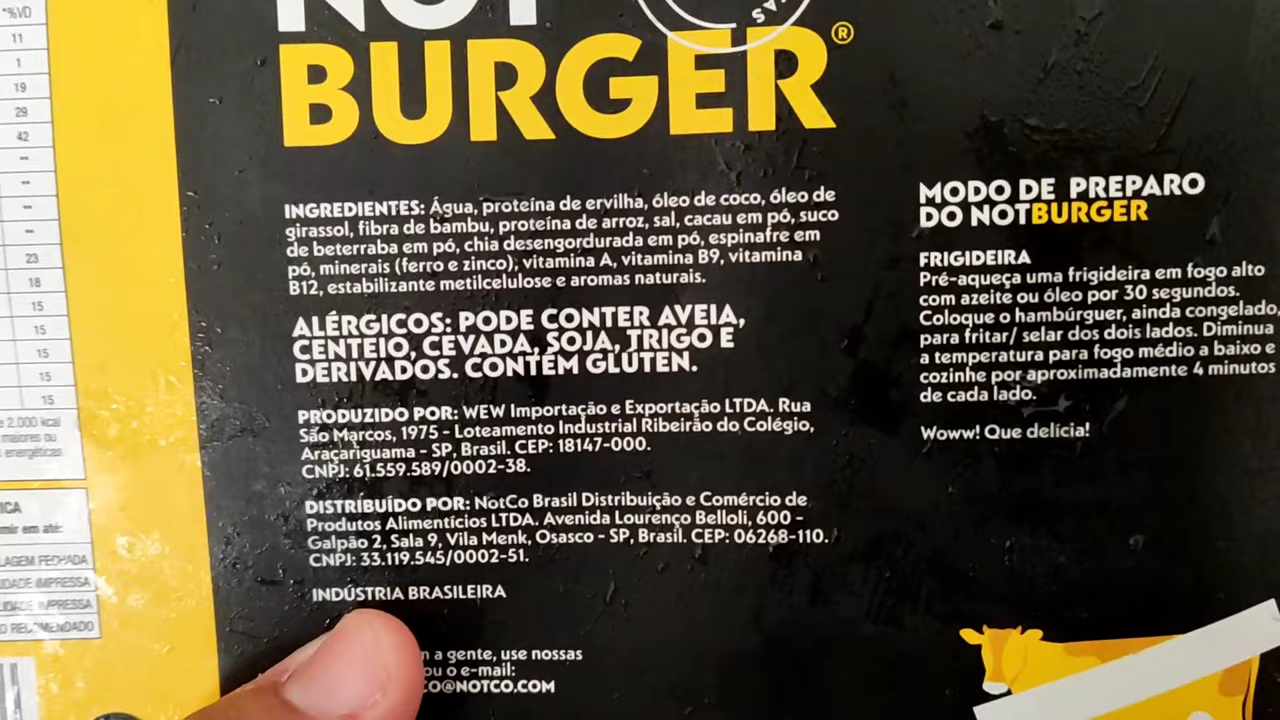 *%VD
11
1
19
29
42
**
**
**
**
23
18
15
15
15
15
15
2.000 kcal
maiores ou
energéticas
ICA
mir em até:
LAGEM FECHADA
IDADE IMPRESSA
LIDADE IMPRESSA
O RECOMENDADO
NOT
BURGER®
INGREDIENTES: Água, proteína de ervilha, óleo de coco, óleo de
girassol, fibra de bambu, proteína de arroz, sal, cacau em pó, suco
de beterraba em pó, chia desengordurada em pó, espinafre em
pó, minerais (ferro e zinco), vitamina A, vitamina B9, vitamina
B12, estabilizante metilcelulose e aromas naturais.
ALÉRGICOS: PODE CONTER AVEIA,
CENTEIO, CEVADA, SOJA, TRIGO E
DERIVADOS. CONTÉM GLÚTEN.
PRODUZIDO POR: WEW Importação e Exportação LTDA. Rua
São Marcos, 1975 - Loteamento Industrial Ribeirão do Colégio,
Araçariguama - SP, Brasil. CEP: 18147-000.
CNPJ: 61.559.589/0002-38.
DISTRIBUÍDO POR: NotCo Brasil Distribuição e Comércio de
Produtos Alimentícios LTDA. Avenida Lourenço Belloli, 600 -
Galpão 2, Sala 9, Vila Menk, Osasco - SP, Brasil. CEP: 06268-110.
CNPJ: 33.119.545/0002-51.
INDÚSTRIA BRASILEIRA
a gente, use nossas
ou o e-mail:
CO@NOTCO.COM
MODO DE PREPARO
DO NOTBURGER
FRIGIDEIRA
Pré-aqueça uma frigideira em fogo alto
com azeite ou óleo por 30 segundos.
Coloque o hambúrguer, ainda congelado,
para fritar/ selar dos dois lados. Diminua
a temperatura para fogo médio a baixo e
cozinhe por aproximadamente 4 minutos
de cada lado.
Woww! Que delícia!